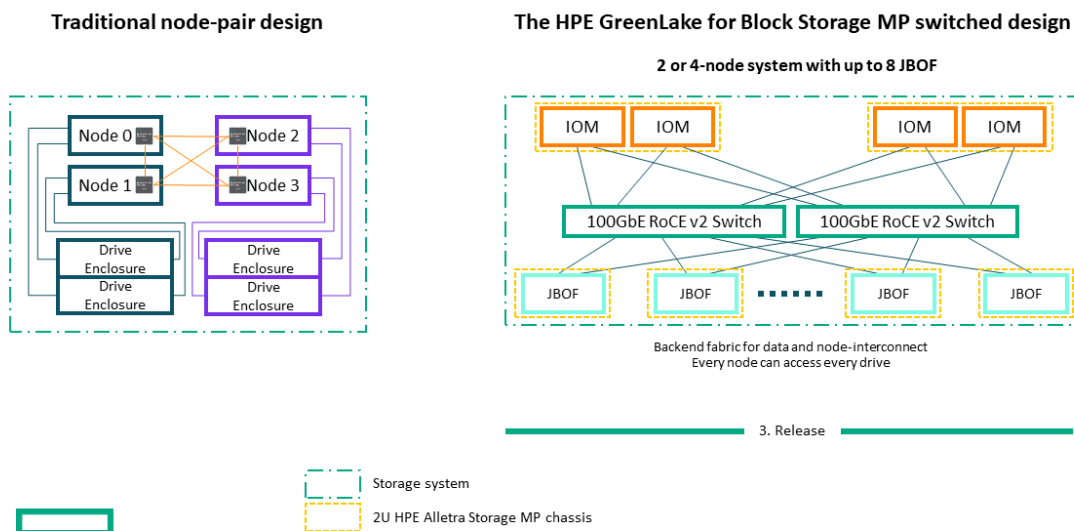 Traditional node-pair design
The HPE GreenLake for Block Storage MP switched design
2 or 4-node system with up to 8 JBOF
Node 0
Node 2
Node 1
Node 3
Drive
Enclosure
Drive
Enclosure
Drive
Enclosure
Drive
Enclosure
IOM
IOM
IOM
IOM
100GbE RoCE v2 Switch
100GbE RoCE v2 Switch
JBOF
JBOF
JBOF
JBOF
Backend fabric for data and node-interconnect
Every node can access every drive
3. Release
Storage system
2U HPE Alletra Storage MP chassis